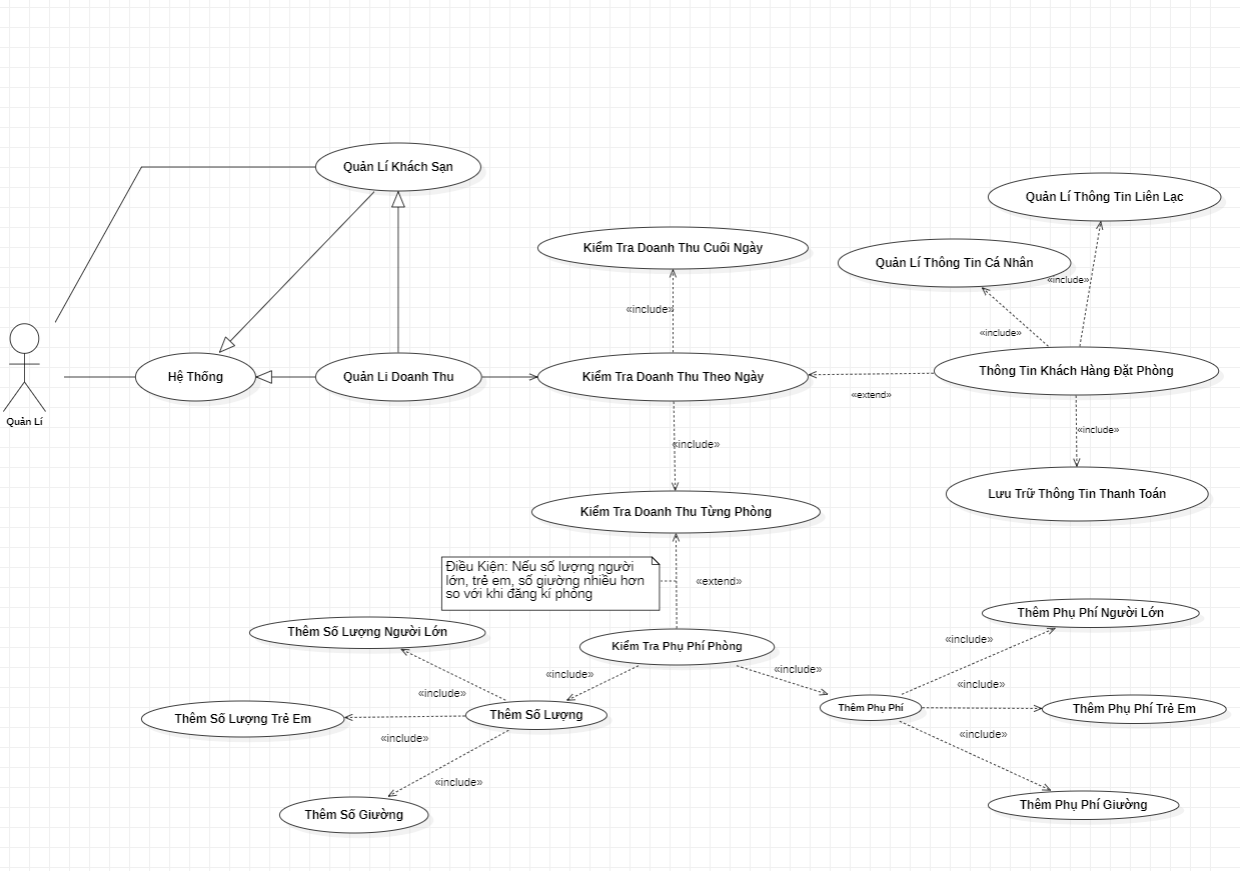 Quản Lí Khách Sạn
Quản Lí Thông Tin Liên Lạc
Kiểm Tra Doanh Thu Cuối Ngày
Quản Lí Thông Tin Cá Nhân
«include»
«include»
«include»
Hệ Thống
Quản Li Doanh Thu
Kiểm Tra Doanh Thu Theo Ngày
Thông Tin Khách Hàng Đặt Phòng
«extend»
Quản Lí
«include»
«include»
Lưu Trữ Thông Tin Thanh Toán
Kiểm Tra Doanh Thu Từng Phòng
Điều Kiện: Nếu số lượng người
lớn, trẻ em, số giường nhiều hơn
so với khi đăng kí phòng
«extend»
Thêm Phụ Phí Người Lớn
Thêm Số Lượng Người Lớn
Kiểm Tra Phụ Phí Phòng
«include»
«include»
«include»
«include»
«include»
Thêm Phụ Phí
Thêm Phụ Phí Trẻ Em
Thêm Số Lượng
Thêm Số Lượng Trẻ Em
«include»
«include»
«include»
Thêm Phụ Phí Giường
Thêm Số Giường